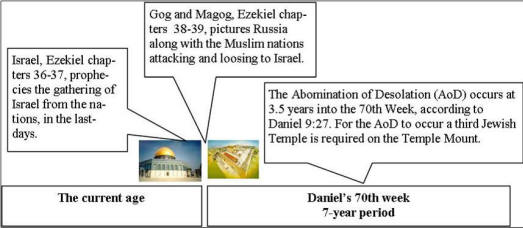 Gog and Magog, Ezekiel chap-
ters  38-39, pictures Russia
along with the Muslim nations
attacking and loosing to Israel.
Israel, Ezekiel chap-
ters 36-37, prophe-
cies the gathering of
Israel from the na-
tions, in the last-
days.
The Abomination of Desolation (AoD) occurs at
3.5 years into the 70th Week, according to
Daniel 9:27. For the AoD to occur a third Jewish
Temple is required on the Temple Mount.
The current age
Daniel's 70th week
7-year period